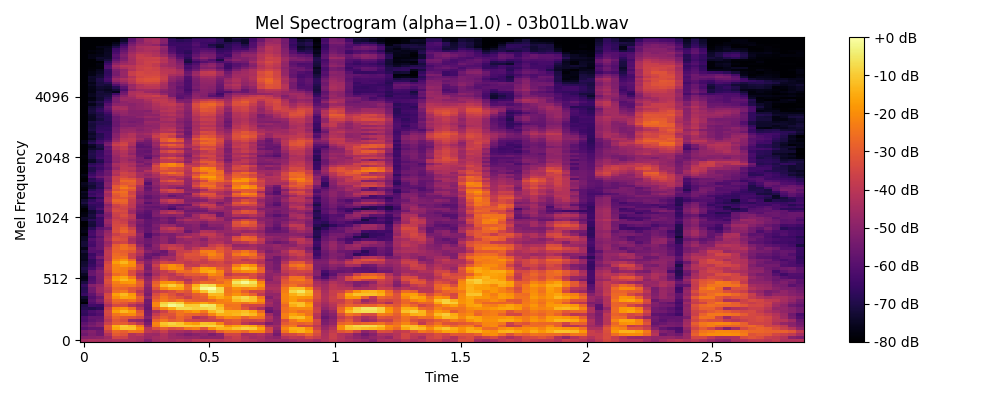 Mel Spectrogram (alpha=1.0) - 03b01Lb.wav
Mel Frequency
4096
2048
1024
512
0
0
0.5
1
1.5
2
2.5
Time
+0 dB
-10 dB
-20 dB
-30 dB
-40 dB
-50 dB
-60 dB
-70 dB
-80 dB